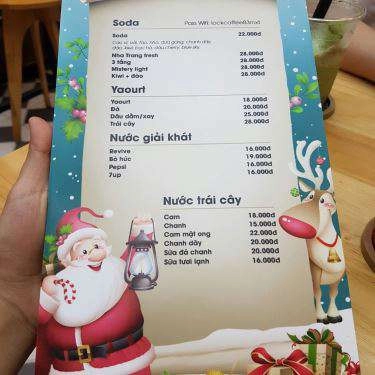 Soda
Pass Wifi: lockcoffee83mxt
Soda 22.000đ
Nha Trang fresh 28.000đ
3 tầng 28.000đ
Mistery light 28.000đ
Kiwi + đào 28.000đ
Yaourt
Yaourt 18.000đ
Đá 20.000đ
Dâu dầm/xay 25.000đ
Trái cây 28.000đ
Nước giải khát
Revive 16.000đ
Bò húc 19.000đ
Pepsi 16.000đ
7up 16.000đ
Nước trái cây
Cam 18.000đ
Chanh 15.000đ
Cam mật ong 22.000đ
Chanh dây 20.000đ
Sữa đá chanh 20.000đ
Sữa tươi lạnh 16.000đ